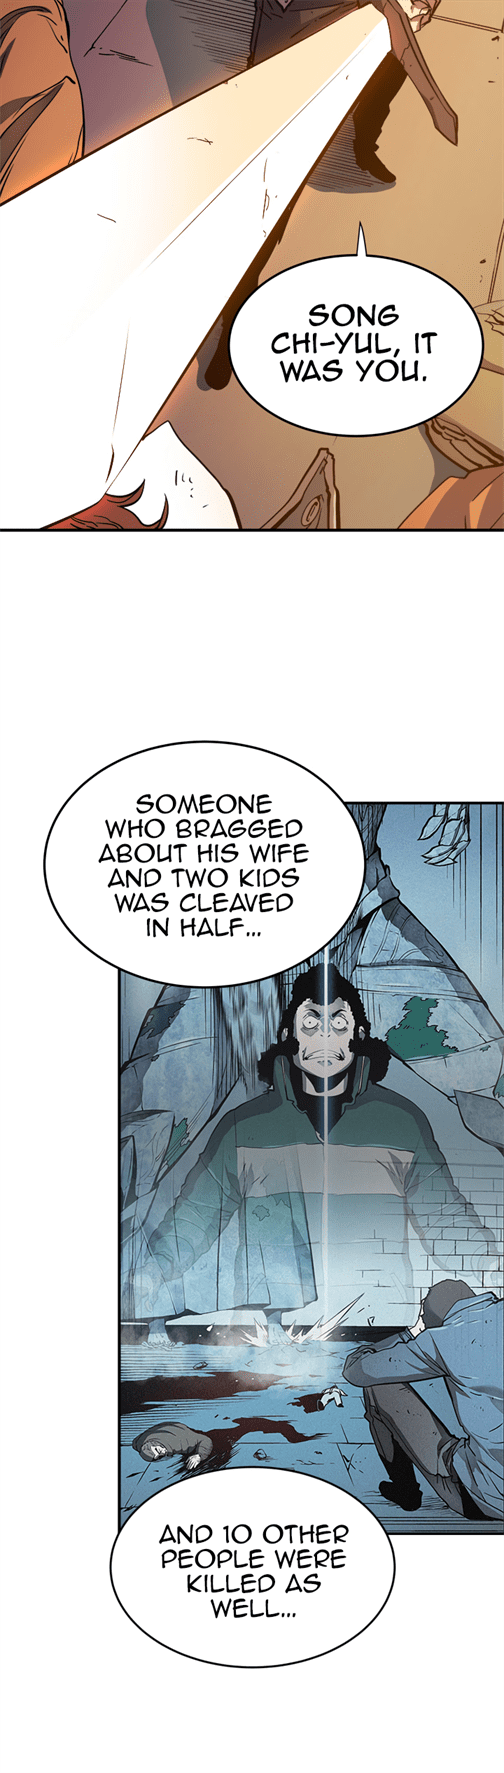 SONG
CHI-YUL, IT
WAS YOU.
SOMEONE
WHO BRAGGED
ABOUT HIS WIFE
AND TWO KIDS
WAS CLEAVED
IN HALF...
AND 10 OTHER
PEOPLE WERE
KILLED AS
WELL...